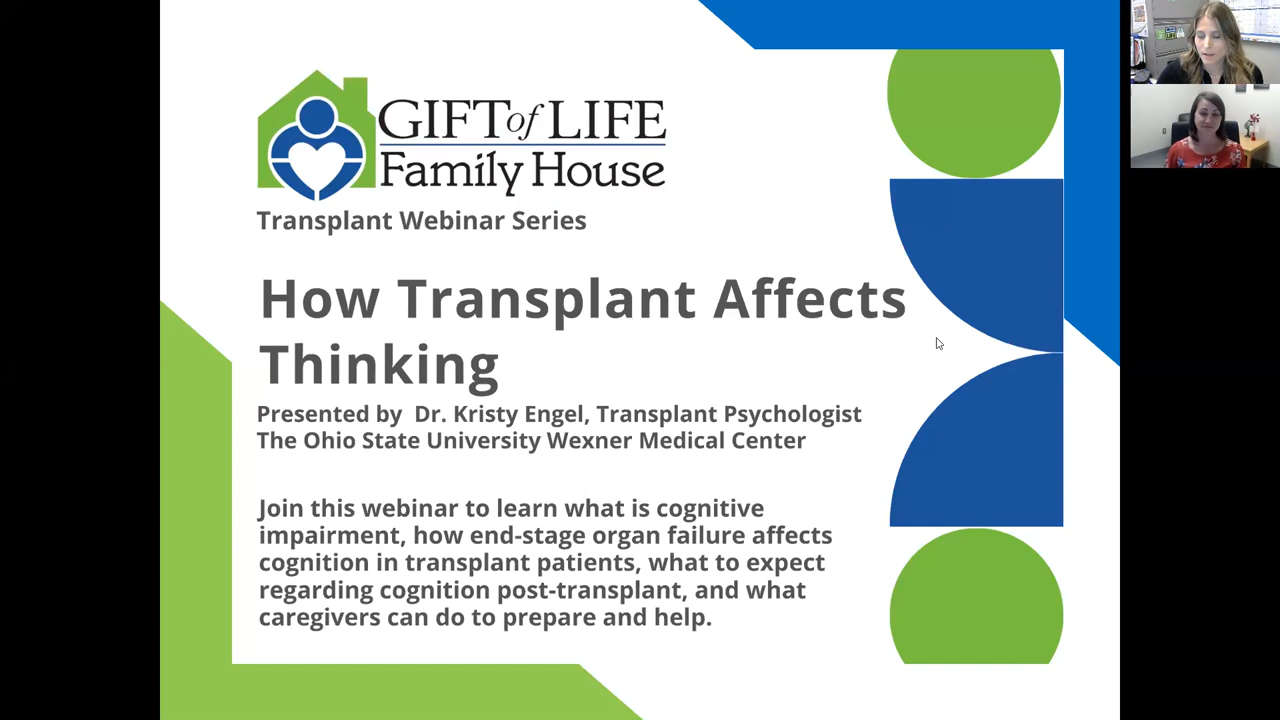 GIFT of LIFE
Family House
Transplant Webinar Series
How Transplant Affects
Thinking
Presented by Dr. Kristy Engel, Transplant Psychologist
The Ohio State University Wexner Medical Center
Join this webinar to learn what is cognitive
impairment, how end-stage organ failure affects
cognition in transplant patients, what to expect
regarding cognition post-transplant, and what
caregivers can do to prepare and help.